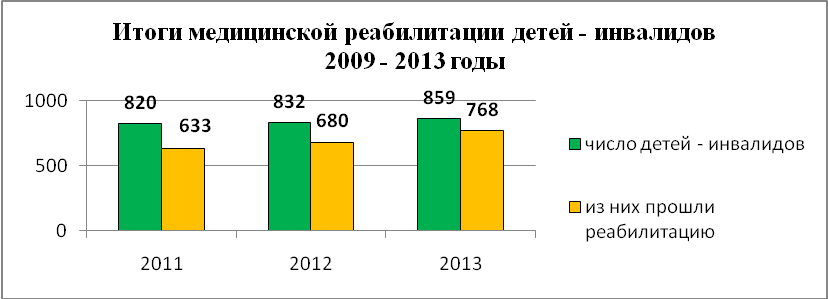 Итоги медицинской реабилитации детей - инвалидов
2009 - 2013 годы
1000
500
0
820
633
832
680
859
768
2011
2012
2013
число детей - инвалидов
из них прошли
реабилитацию